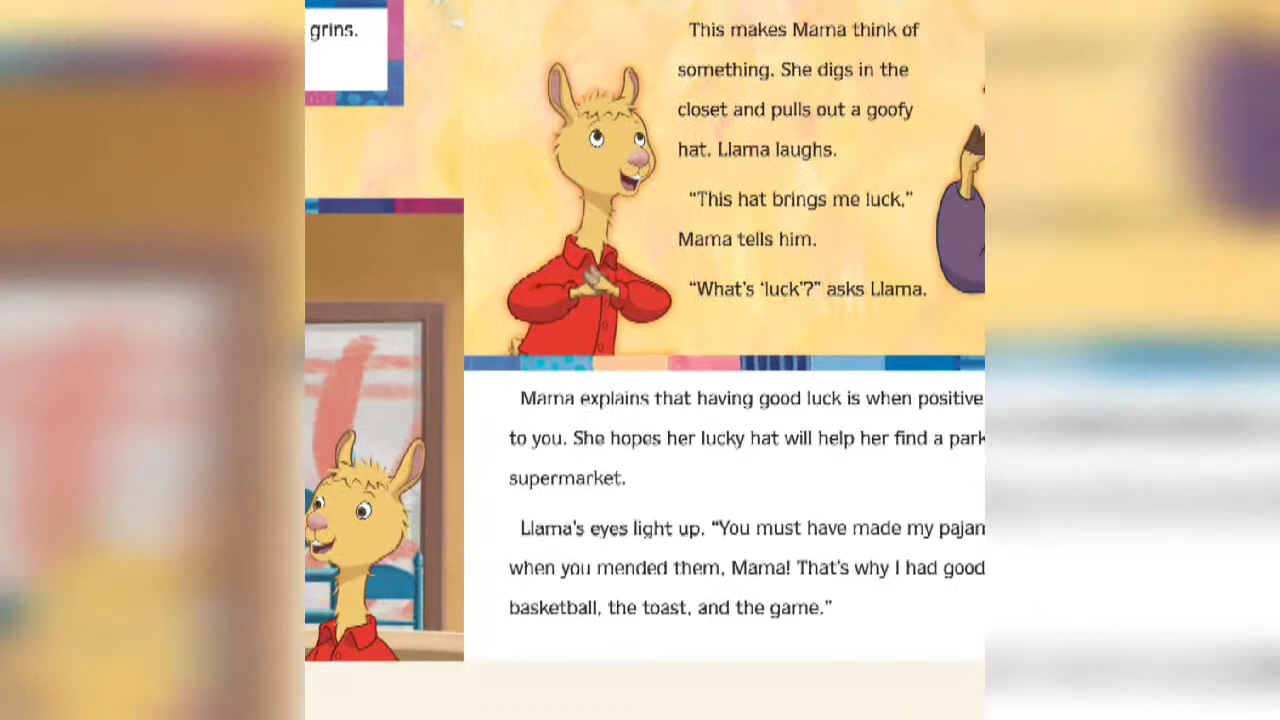 grins.
This makes Mama think of
something. She digs in the
closet and pulls out a goofy
hat. Llama laughs.
“This hat brings me luck,”
Mama tells him.
“What’s ‘luck’?” asks Llama.
Mama explains that having good luck is when positive
to you. She hopes her lucky hat will help her find a park
supermarket.
Llama’s eyes light up. “You must have made my pajam
when you mended them, Mama! That’s why I had good
basketball, the toast, and the game.”